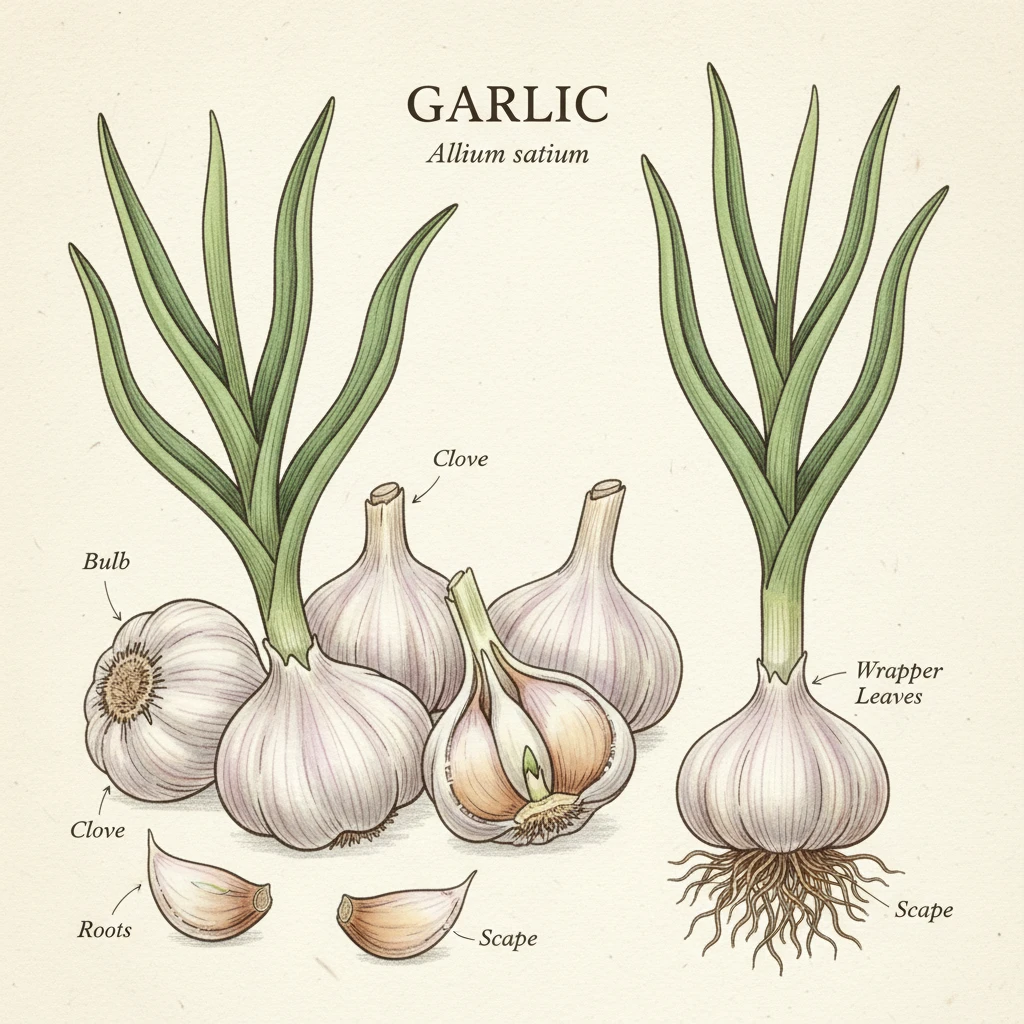 GARLIC
Allium satium
Clove
Bulb
Wrapper
Leaves
Clove
Roots
Scape
Scape